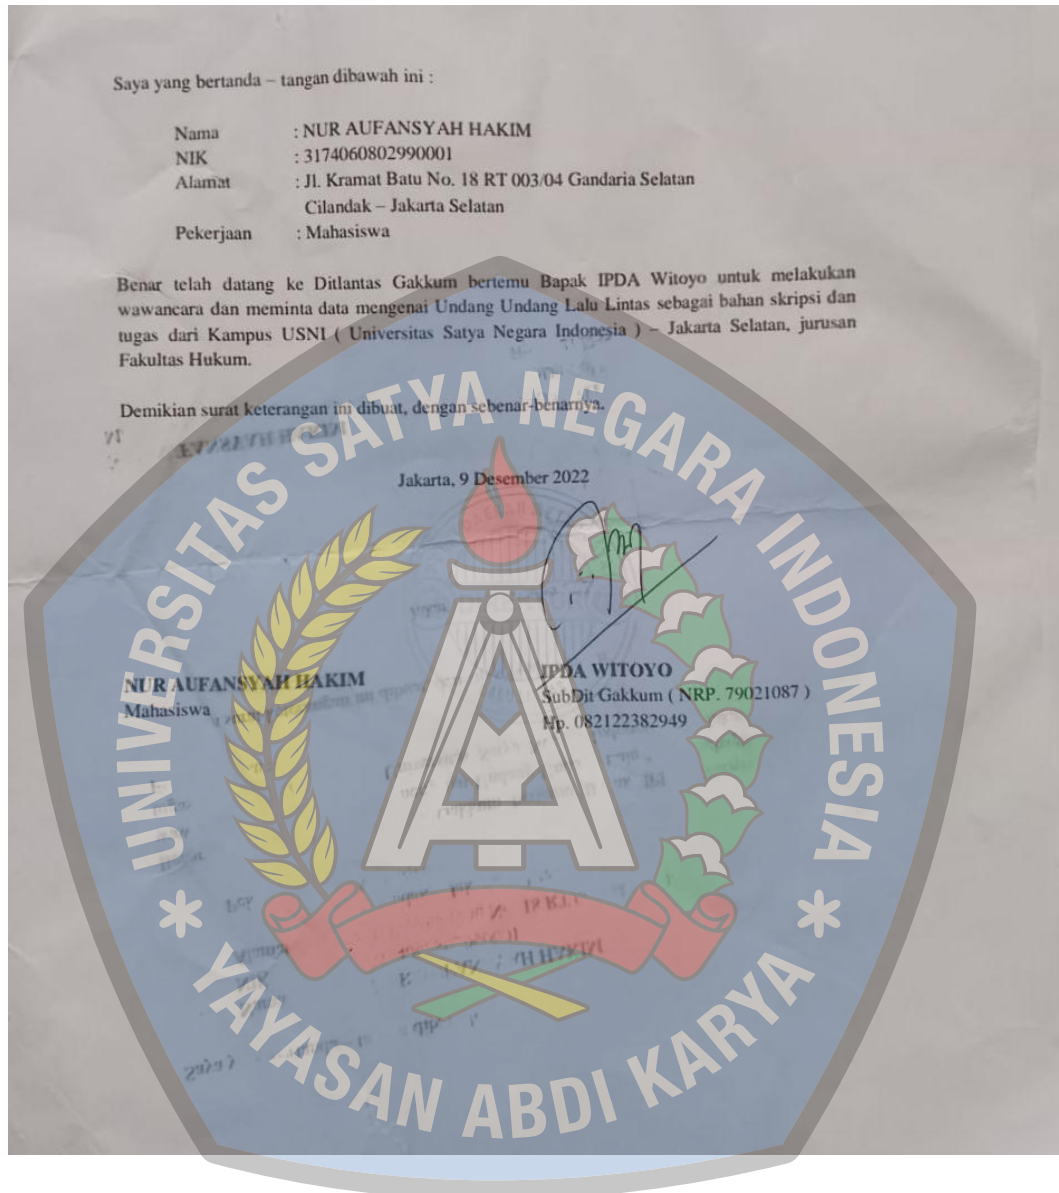 Saya yang bertanda – tangan dibawah ini :
Nama : NUR AUFANSYAH HAKIM
NIK : 3174060802990001
Alamat : Jl. Kramat Batu No. 18 RT 003/04 Gandaria Selatan
Cilandak – Jakarta Selatan
Pekerjaan : Mahasiswa
Benar telah datang ke Ditlantas Gakkum bertemu Bapak IPDA Witoyo untuk melakukan
wawancara dan meminta data mengenai Undang Undang Lalu Lintas sebagai bahan skripsi dan
tugas dari Kampus USNI ( Universitas Satya Negara Indonesia ) – Jakarta Selatan, jurusan
Fakultas Hukum.
Demikian surat keterangan ini dibuat, dengan sebenar-benarnya.
Jakarta, 9 Desember 2022
NUR AUFANSYAH HAKIM
Mahasiswa
IPDA WITOYO
SubDit Gakkum ( NRP. 79021087 )
Hp. 082122382949
UNIVERSITAS SATYA NEGARA INDONESIA
YAYASAN ABDI KARYA